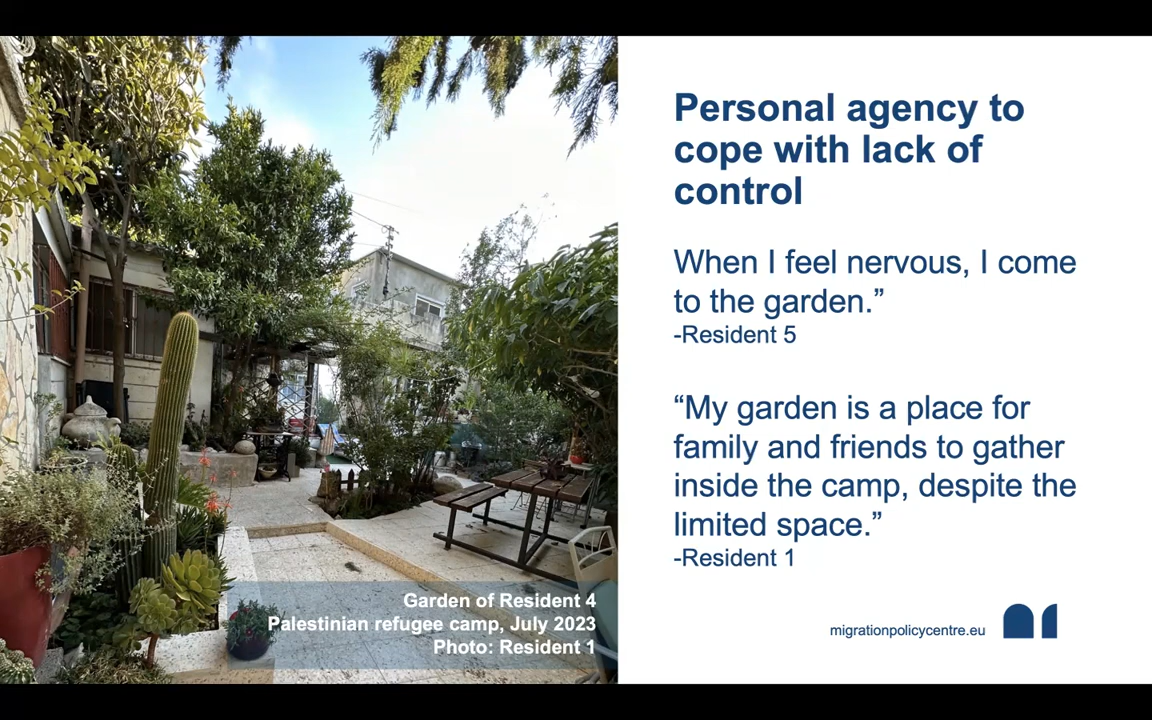 Personal agency to
cope with lack of
control
When I feel nervous, I come
to the garden.”
-Resident 5
“My garden is a place for
family and friends to gather
inside the camp, despite the
limited space.”
-Resident 1
Garden of Resident 4
Palestinian refugee camp, July 2023
Photo: Resident 1
migrationpolicycentre.eu